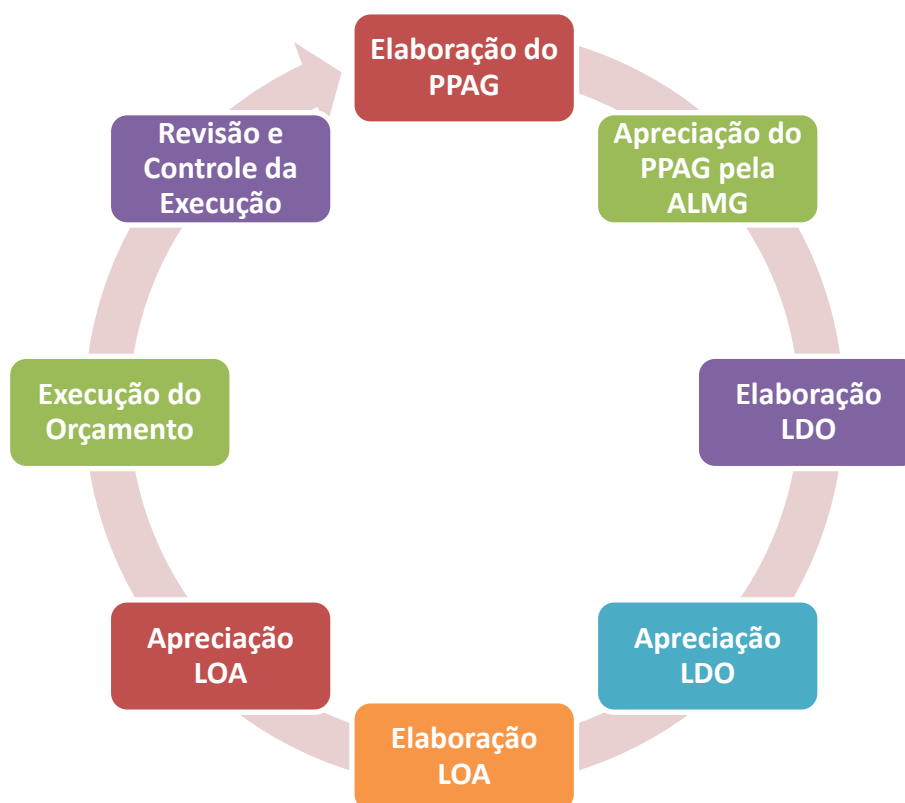 Elaboração do
PPAG
Apreciação do
PPAG pela
ALMG
Elaboração
LDO
Apreciação
LDO
Elaboração
LOA
Apreciação
LOA
Execução do
Orçamento
Revisão e
Controle da
Execução